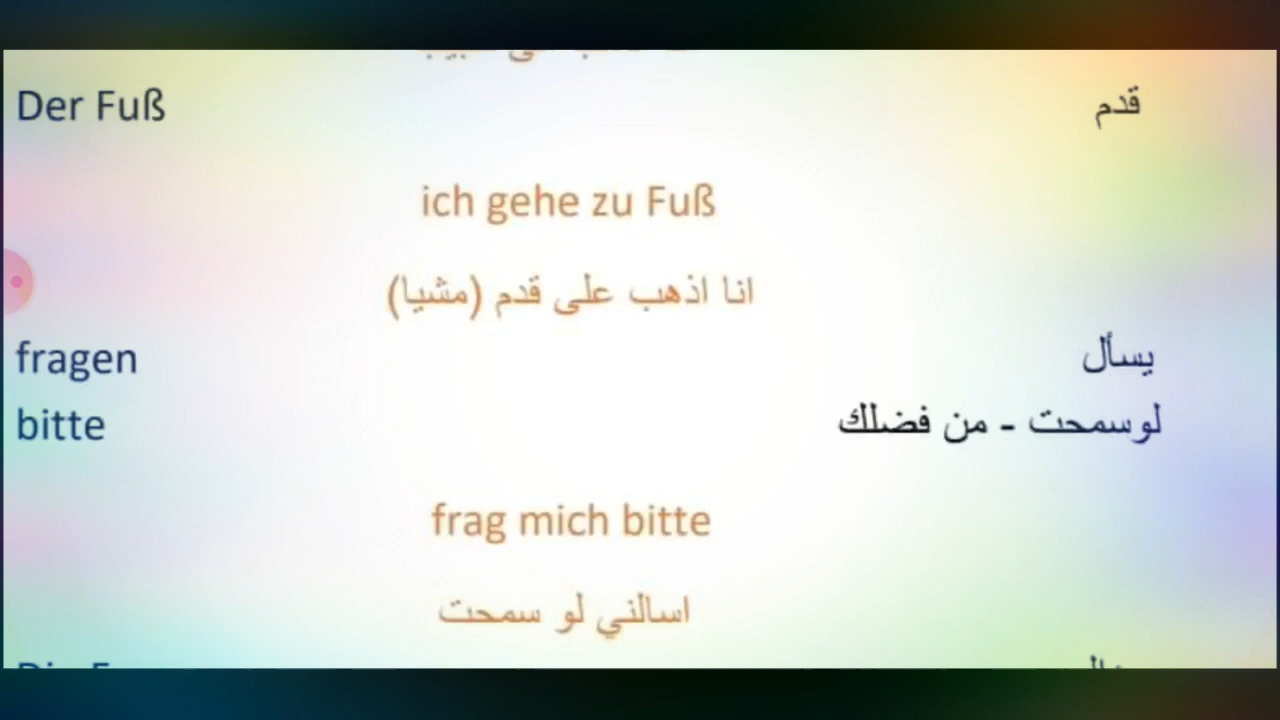 Der Fuß قدم
ich gehe zu Fuß
انا اذهب على قدم (مشيا)
fragen يسأل
bitte لوسمحت - من فضلك
frag mich bitte
اسالني لو سمحت